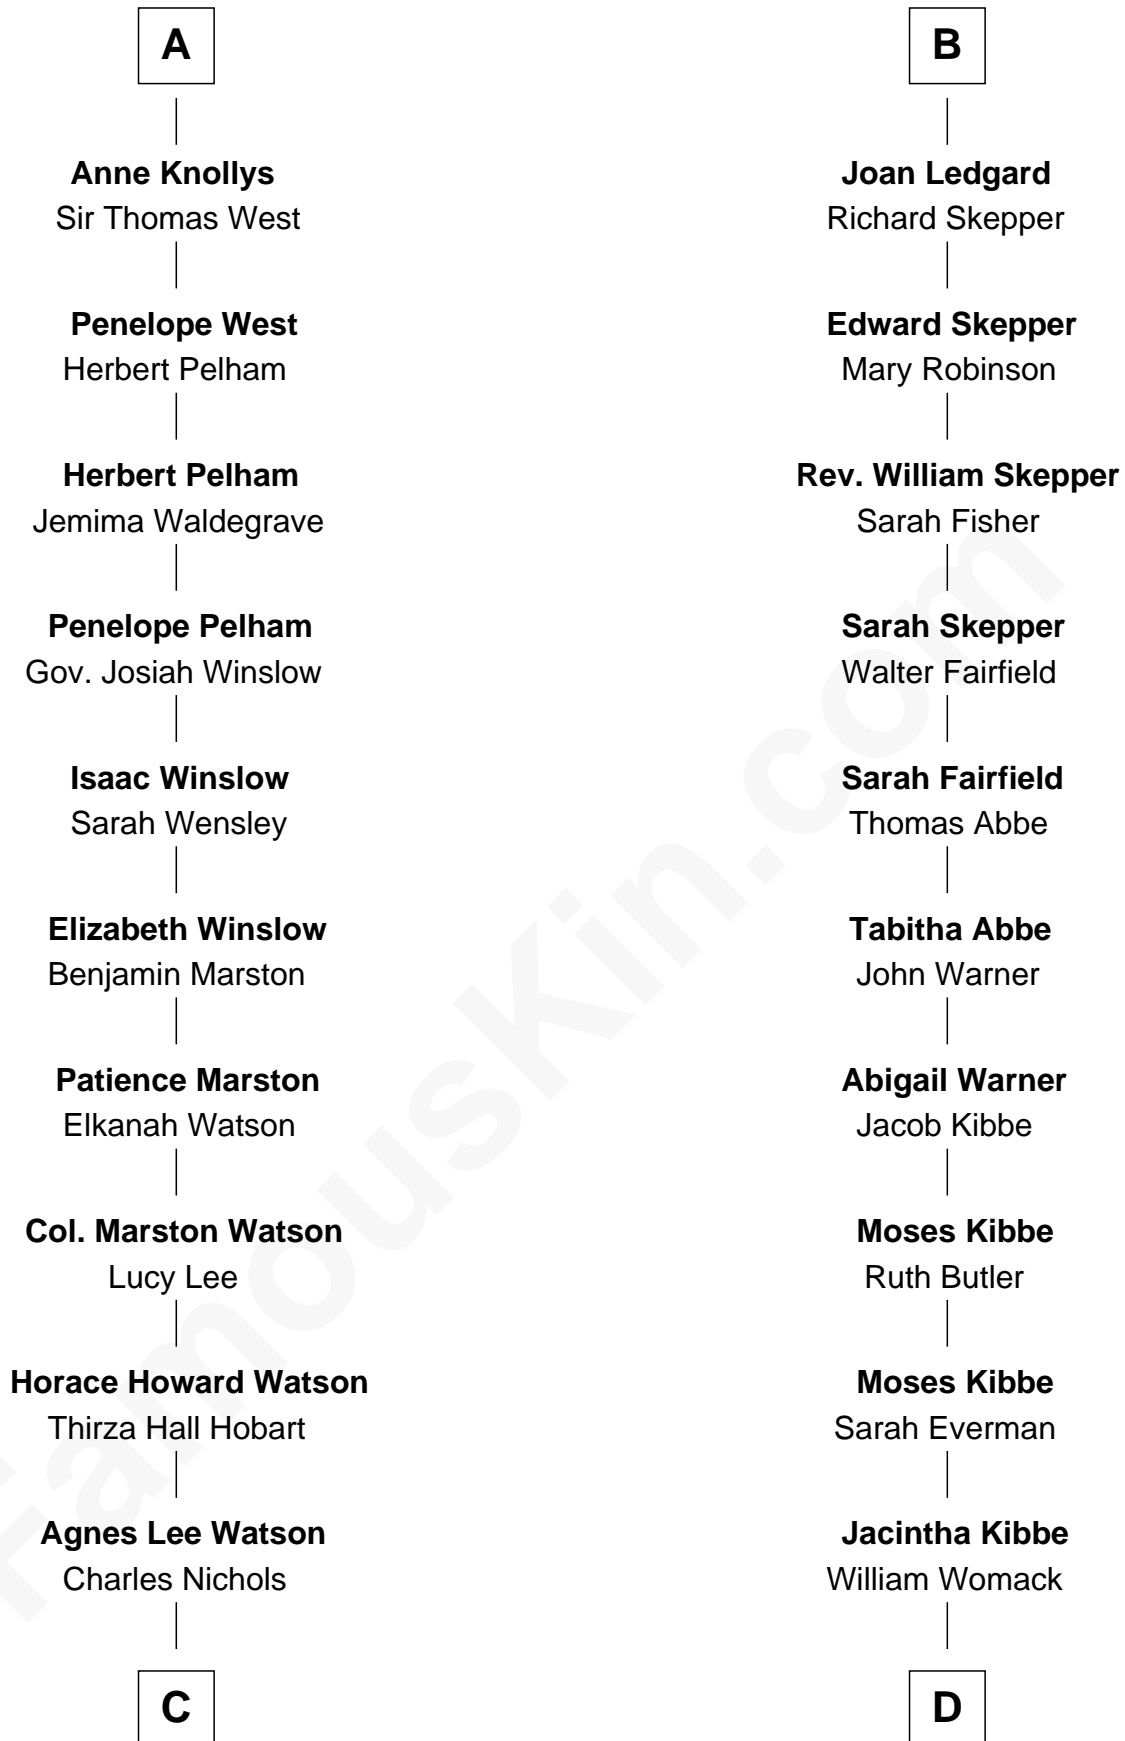 A
Anne Knollys
Sir Thomas West
Penelope West
Herbert Pelham
Herbert Pelham
Jemima Waldegrave
Penelope Pelham
Gov. Josiah Winslow
Isaac Winslow
Sarah Wensley
Elizabeth Winslow
Benjamin Marston
Patience Marston
Elkanah Watson
Col. Marston Watson
Lucy Lee
Horace Howard Watson
Thirza Hall Hobart
Agnes Lee Watson
Charles Nichols
C
B
Joan Ledgard
Richard Skepper
Edward Skepper
Mary Robinson
Rev. William Skepper
Sarah Fisher
Sarah Skepper
Walter Fairfield
Sarah Fairfield
Thomas Abbe
Tabitha Abbe
John Warner
Abigail Warner
Jacob Kibbe
Moses Kibbe
Ruth Butler
Moses Kibbe
Sarah Everman
Jacintha Kibbe
William Womack
D
FamousKin.com